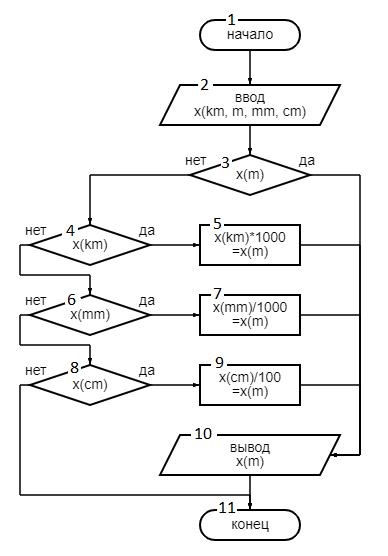 1
начало
2
ввод
x(km, m, mm, cm)
нет
3
да
x(m)
нет
4
да
x(km)
5
x(km)*1000
=x(m)
нет
6
да
x(mm)
7
x(mm)/1000
=x(m)
нет
8
да
x(cm)
9
x(cm)/100
=x(m)
10
вывод
x(m)
11
конец